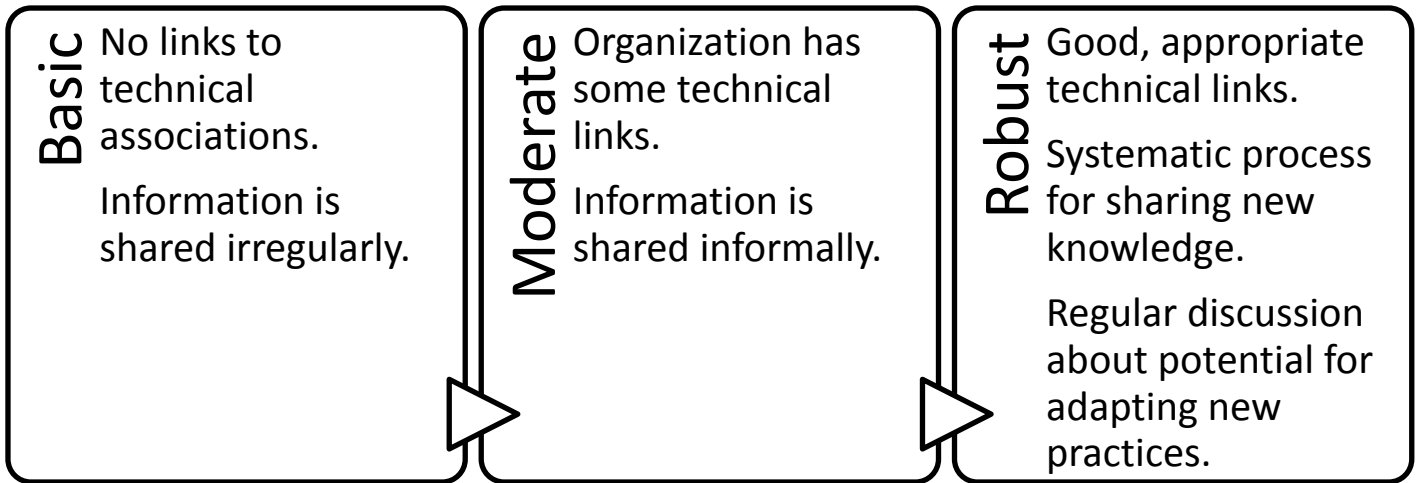 Basic
No links to
technical
associations.
Information is
shared irregularly.
Moderate
Organization has
some technical
links.
Information is
shared informally.
Robust
Good, appropriate
technical links.
Systematic process
for sharing new
knowledge.
Regular discussion
about potential for
adapting new
practices.